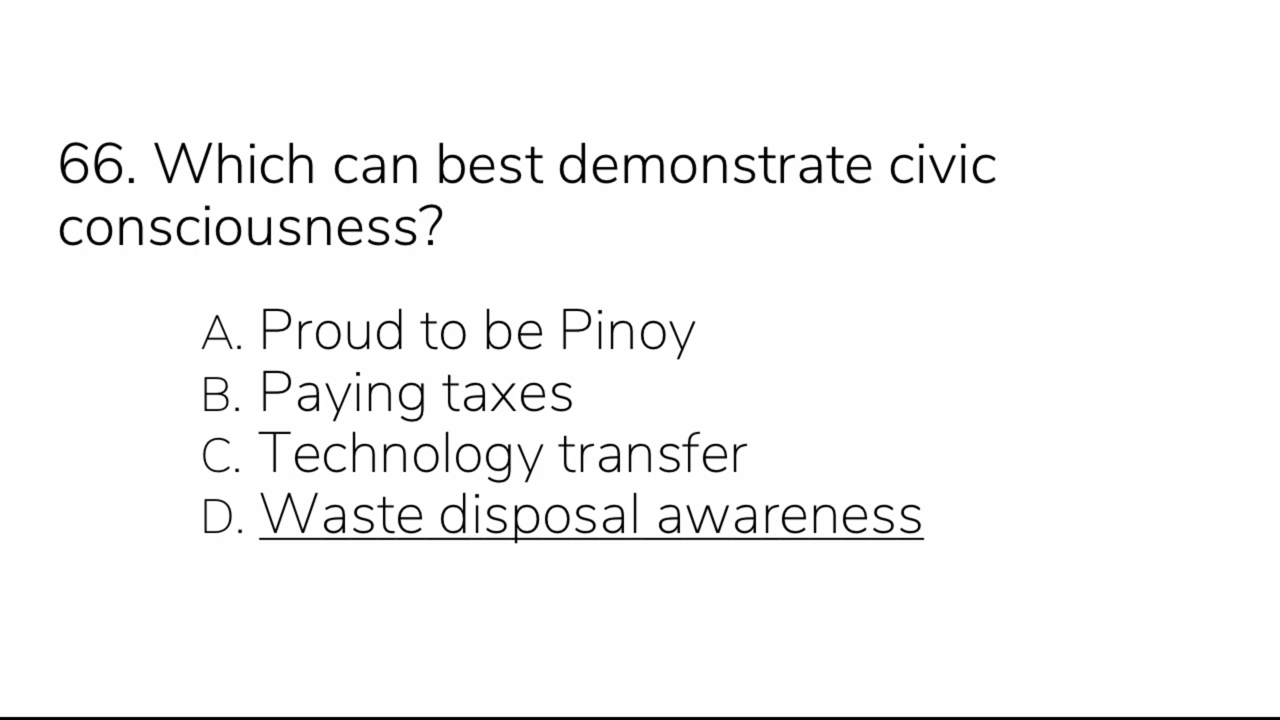 66. Which can best demonstrate civic
consciousness?
A. Proud to be Pinoy
B. Paying taxes
C. Technology transfer
D. Waste disposal awareness